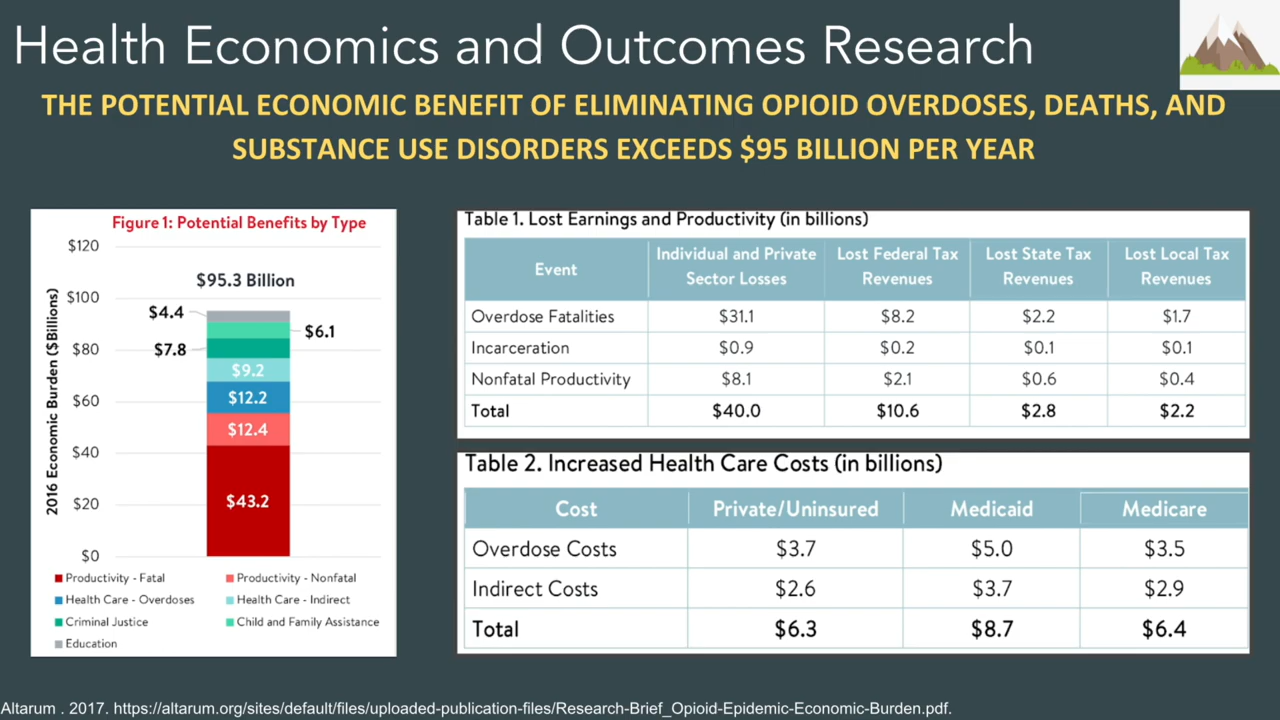 Health Economics and Outcomes Research
THE POTENTIAL ECONOMIC BENEFIT OF ELIMINATING OPIOID OVERDOSES, DEATHS, AND
SUBSTANCE USE DISORDERS EXCEEDS $95 BILLION PER YEAR
Figure 1: Potential Benefits by Type
2016 Economic Burden ($Billions)
$120
$100
$80
$60
$40
$20
$0
$95.3 Billion
$4.4
$6.1
$7.8
$9.2
$12.2
$12.4
$43.2
Productivity - Fatal
Productivity - Nonfatal
Health Care - Overdoses
Health Care - Indirect
Criminal Justice
Child and Family Assistance
Education
Table 1. Lost Earnings and Productivity (in billions)
Event Individual and Private Sector Losses Lost Federal Tax Revenues Lost State Tax Revenues Lost Local Tax Revenues
Overdose Fatalities $31.1 $8.2 $2.2 $1.7
Incarceration $0.9 $0.2 $0.1 $0.1
Nonfatal Productivity $8.1 $2.1 $0.6 $0.4
Total $40.0 $10.6 $2.8 $2.2
Table 2. Increased Health Care Costs (in billions)
Cost Private/Uninsured Medicaid Medicare
Overdose Costs $3.7 $5.0 $3.5
Indirect Costs $2.6 $3.7 $2.9
Total $6.3 $8.7 $6.4
Altarum . 2017. https://altarum.org/sites/default/files/uploaded-publication-files/Research-Brief_Opioid-Epidemic-Economic-Burden.pdf.